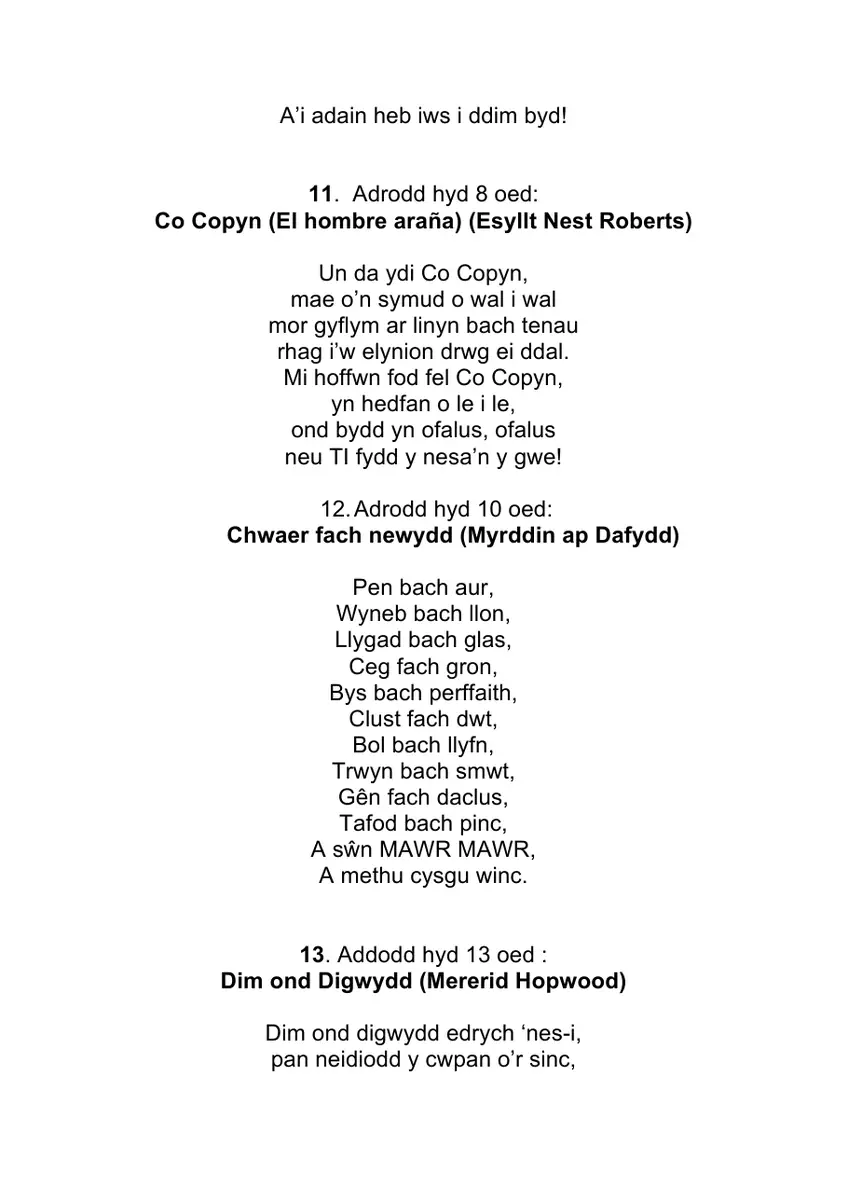 A’i adain heb iws i ddim byd!
11.  Adrodd hyd 8 oed:
Co Copyn (El hombre araña) (Esyllt Nest Roberts)
Un da ydi Co Copyn,
mae o’n symud o wal i wal
mor gyflym ar linyn bach tenau
rhag i’w elynion drwg ei ddal.
Mi hoffwn fod fel Co Copyn,
yn hedfan o le i le,
ond bydd yn ofalus, ofalus
neu TI fydd y nesa’n y gwe!
12. Adrodd hyd 10 oed:
Chwaer fach newydd (Myrddin ap Dafydd)
Pen bach aur,
Wyneb bach llon,
Llygad bach glas,
Ceg fach gron,
Bys bach perffaith,
Clust fach dwt,
Bol bach llyfn,
Trwyn bach smwt,
Gên fach daclus,
Tafod bach pinc,
A sŵn MAWR MAWR,
A methu cysgu winc.
13. Addodd hyd 13 oed :
Dim ond Digwydd (Mererid Hopwood)
Dim ond digwydd edrych ‘nes-i,
pan neidiodd y cwpan o’r sinc,